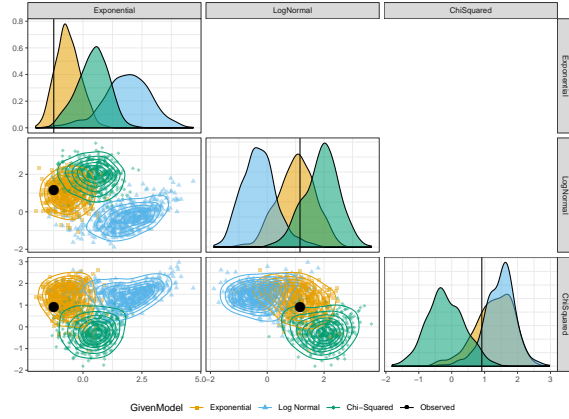 Exponential LogNormal ChiSquared
0.8
0.6
0.4
0.2
0.0
Exponential
4
2
0
−2
LogNormal
3
2
1
0
−1
−2
ChiSquared
0.0 2.5 5.0 −2 0 2 4 −2 −1 0 1 2 3
GivenModel Exponential Log Normal Chi−Squared Observed